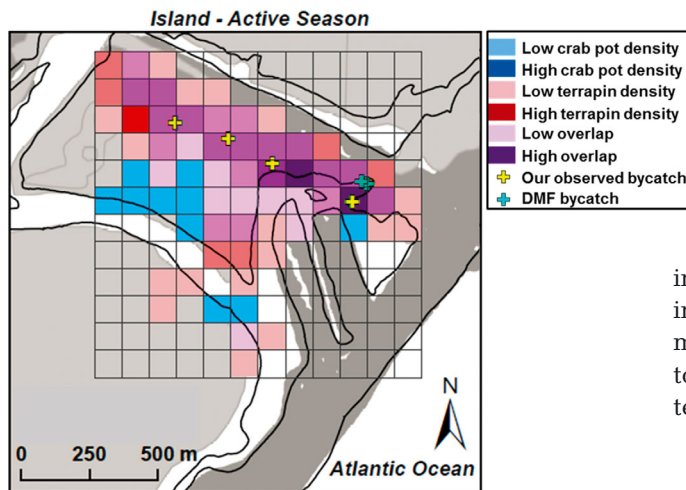 Island - Active Season
Low crab pot density
High crab pot density
Low terrapin density
High terrapin density
Low overlap
High overlap
Our observed bycatch
DMF bycatch
N
0 250 500 m
Atlantic Ocean